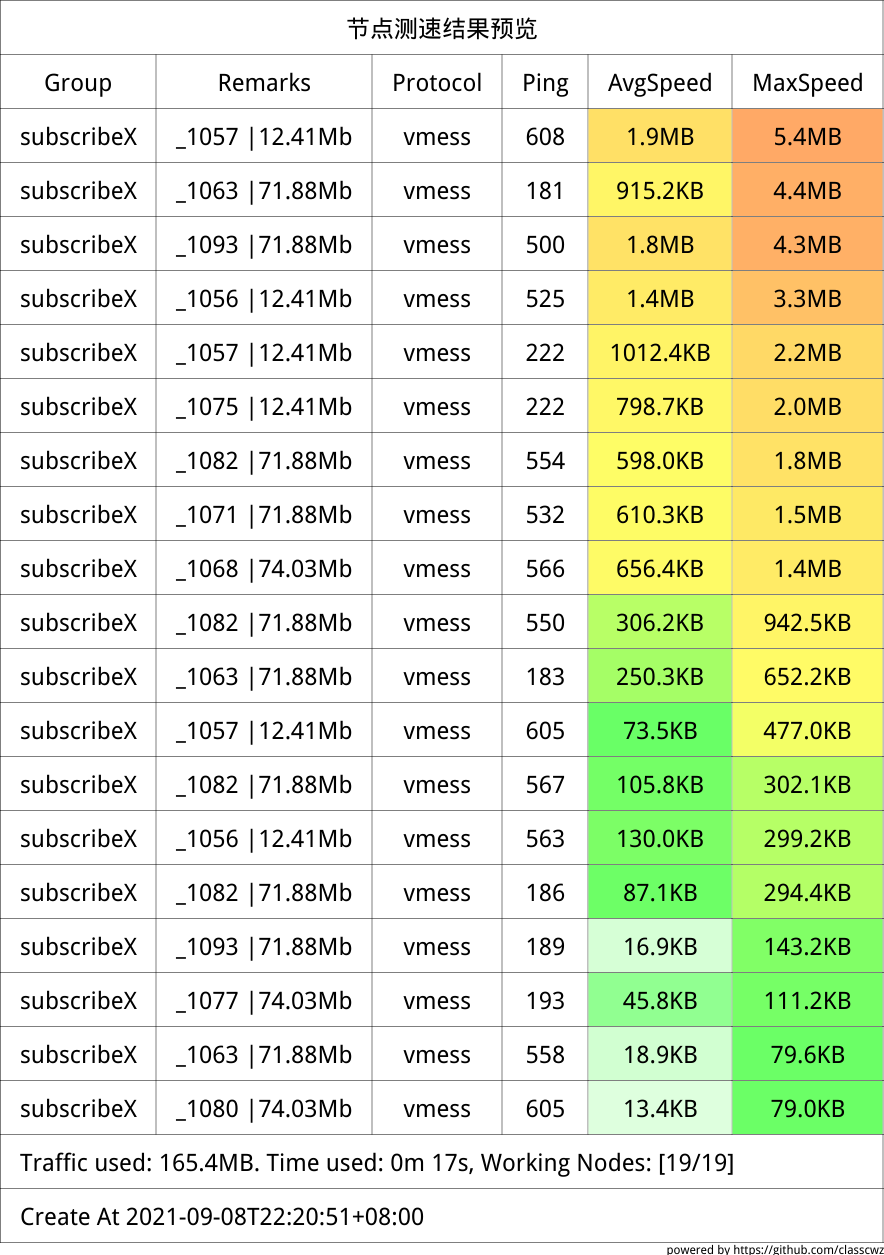 节点测速结果预览
Group Remarks Protocol Ping AvgSpeed MaxSpeed
subscribeX _1057 |12.41Mb vmess 608 1.9MB 5.4MB
subscribeX _1063 |71.88Mb vmess 181 915.2KB 4.4MB
subscribeX _1093 |71.88Mb vmess 500 1.8MB 4.3MB
subscribeX _1056 |12.41Mb vmess 525 1.4MB 3.3MB
subscribeX _1057 |12.41Mb vmess 222 1012.4KB 2.2MB
subscribeX _1075 |12.41Mb vmess 222 798.7KB 2.0MB
subscribeX _1082 |71.88Mb vmess 554 598.0KB 1.8MB
subscribeX _1071 |71.88Mb vmess 532 610.3KB 1.5MB
subscribeX _1068 |74.03Mb vmess 566 656.4KB 1.4MB
subscribeX _1082 |71.88Mb vmess 550 306.2KB 942.5KB
subscribeX _1063 |71.88Mb vmess 183 250.3KB 652.2KB
subscribeX _1057 |12.41Mb vmess 605 73.5KB 477.0KB
subscribeX _1082 |71.88Mb vmess 567 105.8KB 302.1KB
subscribeX _1056 |12.41Mb vmess 563 130.0KB 299.2KB
subscribeX _1082 |71.88Mb vmess 186 87.1KB 294.4KB
subscribeX _1093 |71.88Mb vmess 189 16.9KB 143.2KB
subscribeX _1077 |74.03Mb vmess 193 45.8KB 111.2KB
subscribeX _1063 |71.88Mb vmess 558 18.9KB 79.6KB
subscribeX _1080 |74.03Mb vmess 605 13.4KB 79.0KB
Traffic used: 165.4MB. Time used: 0m 17s, Working Nodes: [19/19]
Create At 2021-09-08T22:20:51+08:00
powered by https://github.com/classcwz